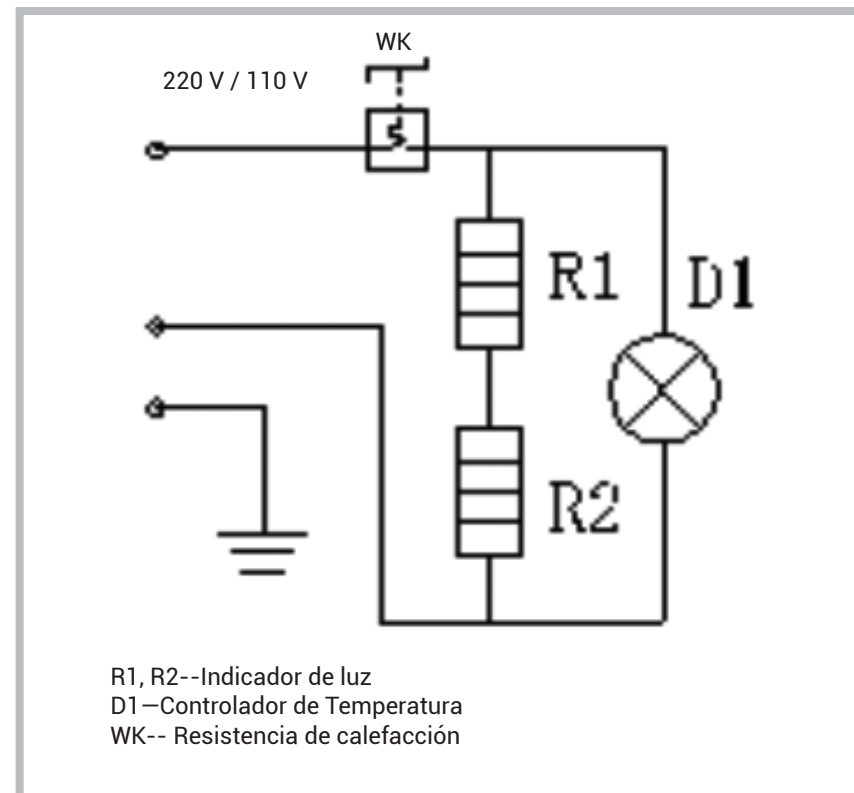 WK
220 V / 110 V
R1
D1
R2
R1, R2--Indicador de luz
D1—Controlador de Temperatura
WK-- Resistencia de calefacción